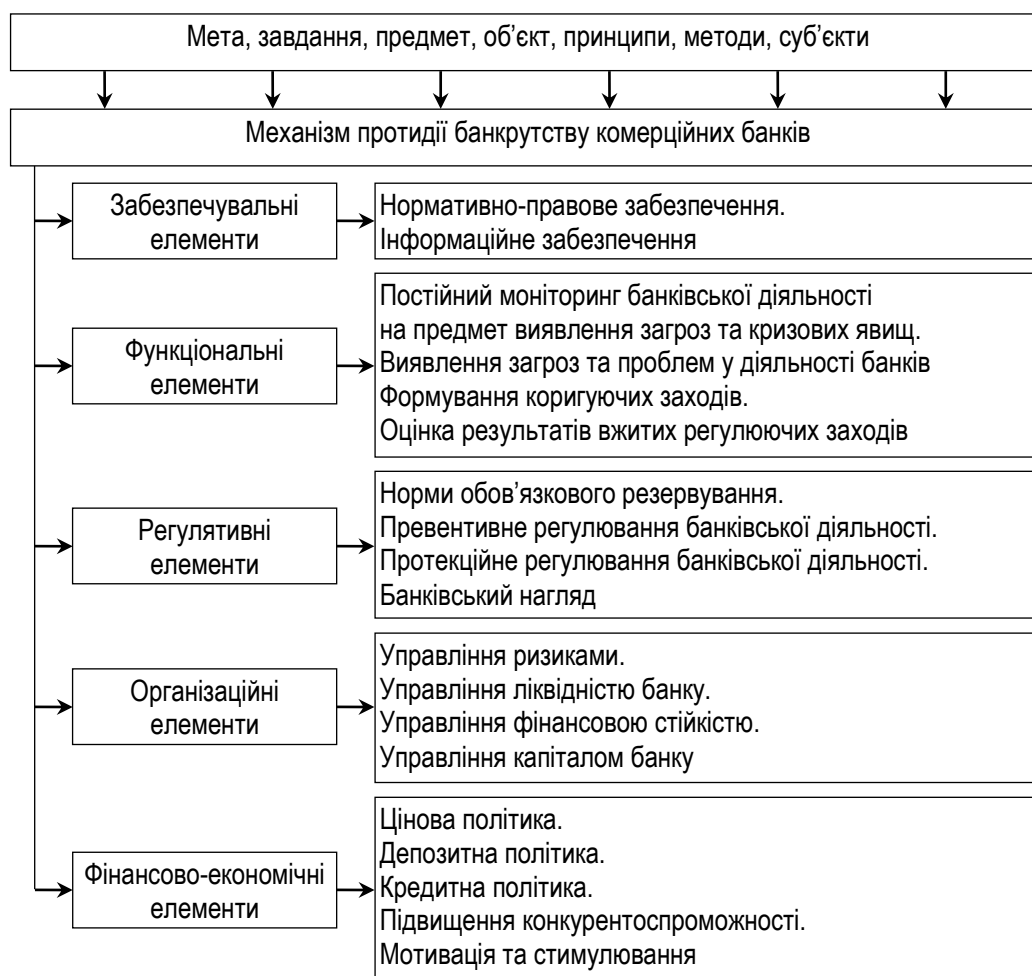 Мета, завдання, предмет, об’єкт, принципи, методи, суб’єкти
Механізм протидії банкрутству комерційних банків
Забезпечувальні
елементи
Нормативно-правове забезпечення.
Інформаційне забезпечення
Функціональні
елементи
Постійний моніторинг банківської діяльності
на предмет виявлення загроз та кризових явищ.
Виявлення загроз та проблем у діяльності банків
Формування коригуючих заходів.
Оцінка результатів вжитих регулюючих заходів
Регулятивні
елементи
Норми обов’язкового резервування.
Превентивне регулювання банківської діяльності.
Протекційне регулювання банківської діяльності.
Банківський нагляд
Організаційні
елементи
Управління ризиками.
Управління ліквідністю банку.
Управління фінансовою стійкістю.
Управління капіталом банку
Фінансово-економічні
елементи
Цінова політика.
Депозитна політика.
Кредитна політика.
Підвищення конкурентоспроможності.
Мотивація та стимулювання